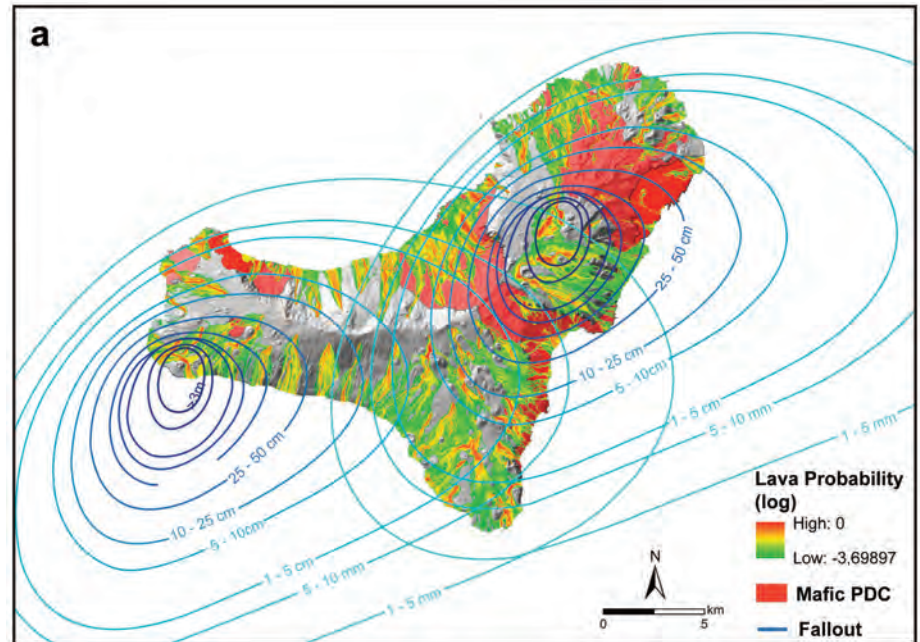 a
25 - 50 cm
10 - 25 cm
5 - 10cm
1 - 5 cm
5 - 10 mm
1 - 5 mm
>3m
25 - 50 cm
10 - 25 cm
5 - 10cm
1 - 5 cm
5 - 10 mm
1 - 5 mm
Lava Probability
(log)
High: 0
Low: -3,69897
Mafic PDC
Fallout
N
0 5
km